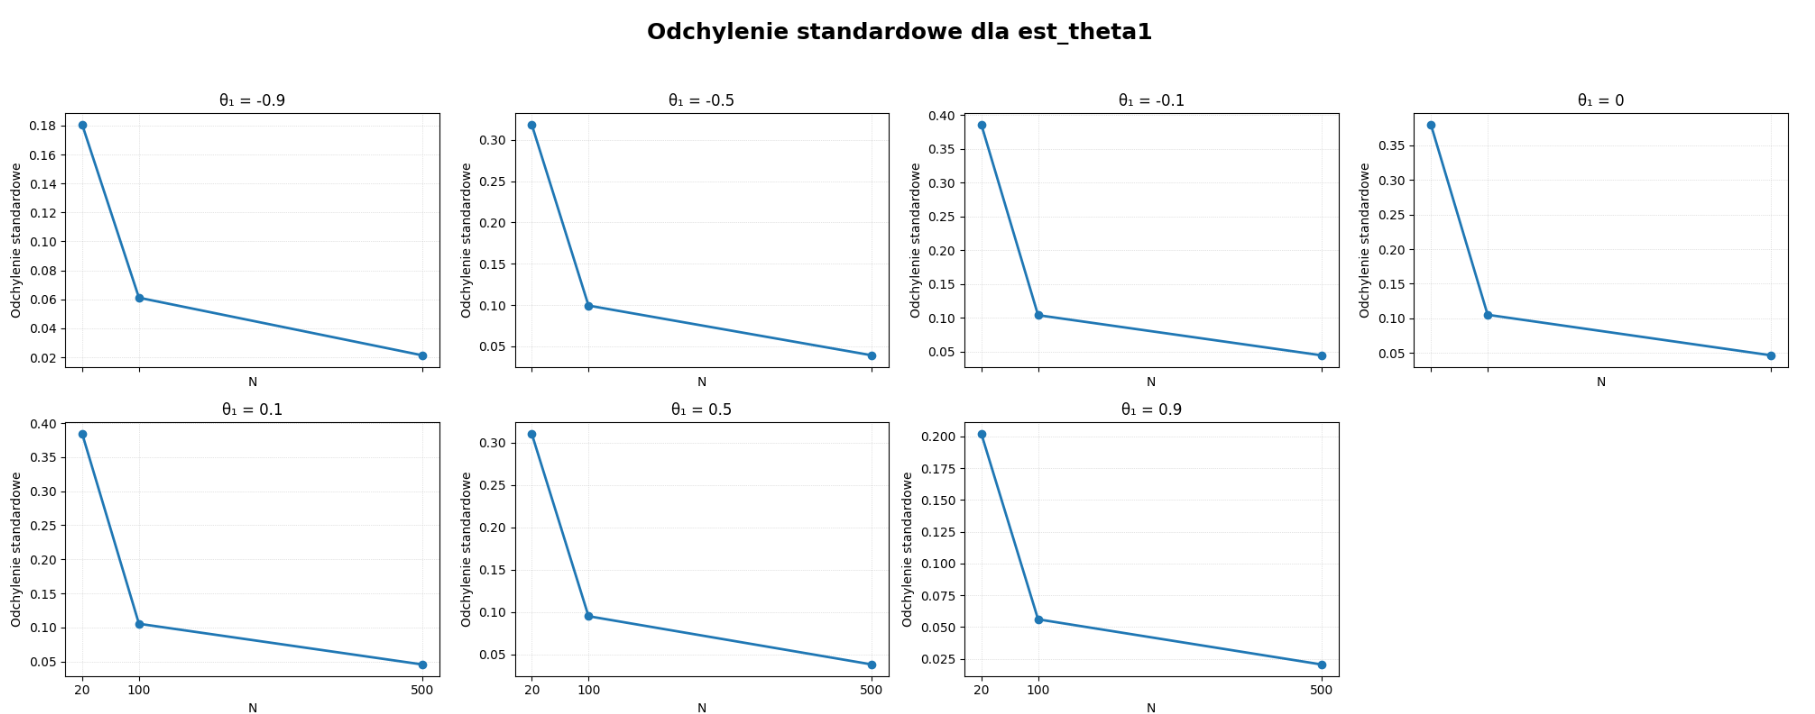 Odchylenie standardowe dla est_theta1
θ₁ = -0.9
Odchylenie standardowe
0.18
0.16
0.14
0.12
0.10
0.08
0.06
0.04
0.02
N
θ₁ = -0.5
Odchylenie standardowe
0.30
0.25
0.20
0.15
0.10
0.05
N
θ₁ = -0.1
Odchylenie standardowe
0.40
0.35
0.30
0.25
0.20
0.15
0.10
0.05
N
θ₁ = 0
Odchylenie standardowe
0.35
0.30
0.25
0.20
0.15
0.10
0.05
N
θ₁ = 0.1
Odchylenie standardowe
0.40
0.35
0.30
0.25
0.20
0.15
0.10
0.05
20 100 500
N
θ₁ = 0.5
Odchylenie standardowe
0.30
0.25
0.20
0.15
0.10
0.05
20 100 500
N
θ₁ = 0.9
Odchylenie standardowe
0.200
0.175
0.150
0.125
0.100
0.075
0.050
0.025
20 100 500
N